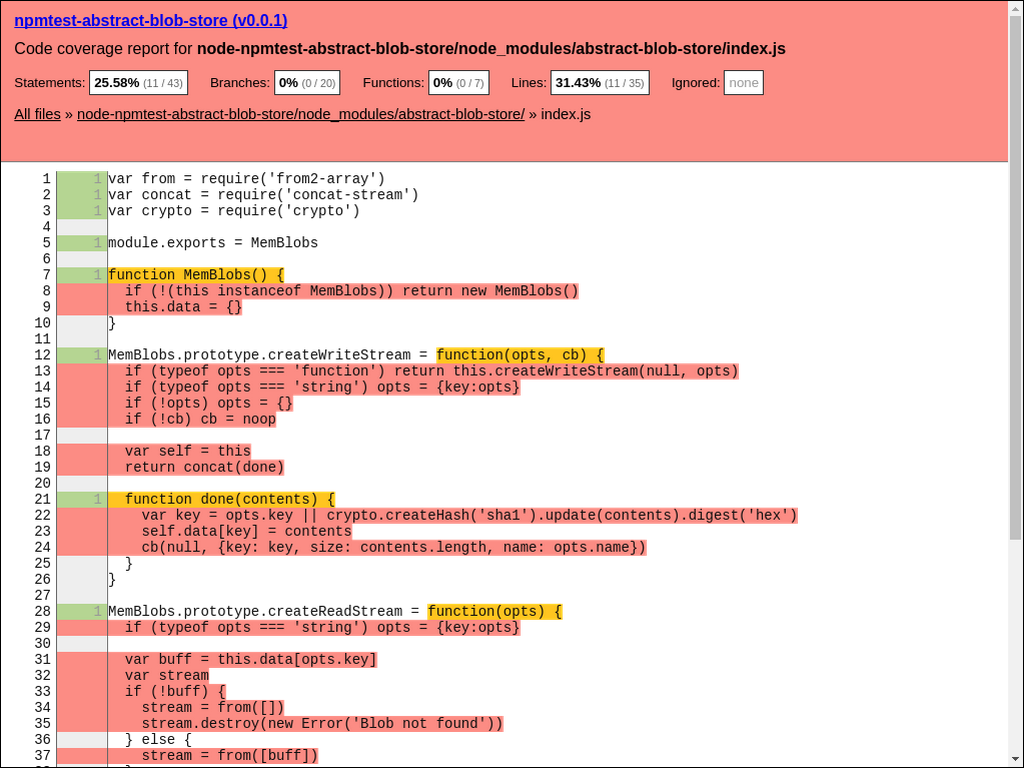 npmtest-abstract-blob-store (v0.0.1)
Code coverage report for node-npmtest-abstract-blob-store/node_modules/abstract-blob-store/index.js
Statements: 25.58% (11 / 43) Branches: 0% (0 / 20) Functions: 0% (0 / 7) Lines: 31.43% (11 / 35) Ignored: none
All files » node-npmtest-abstract-blob-store/node_modules/abstract-blob-store/ » index.js
1 1 var from = require('from2-array')
2 1 var concat = require('concat-stream')
3 1 var crypto = require('crypto')
4
5 1 module.exports = MemBlobs
6
7 1 function MemBlobs() {
8 if (!(this instanceof MemBlobs)) return new MemBlobs()
9 this.data = {}
10 }
11
12 1 MemBlobs.prototype.createWriteStream = function(opts, cb) {
13 if (typeof opts === 'function') return this.createWriteStream(null, opts)
14 if (typeof opts === 'string') opts = {key:opts}
15 if (!opts) opts = {}
16 if (!cb) cb = noop
17
18 var self = this
19 return concat(done)
20
21 1 function done(contents) {
22 var key = opts.key || crypto.createHash('sha1').update(contents).digest('hex')
23 self.data[key] = contents
24 cb(null, {key: key, size: contents.length, name: opts.name})
25 }
26 }
27
28 1 MemBlobs.prototype.createReadStream = function(opts) {
29 if (typeof opts === 'string') opts = {key:opts}
30
31 var buff = this.data[opts.key]
32 var stream
33 if (!buff) {
34 stream = from([])
35 stream.destroy(new Error('Blob not found'))
36 } else {
37 stream = from([buff])